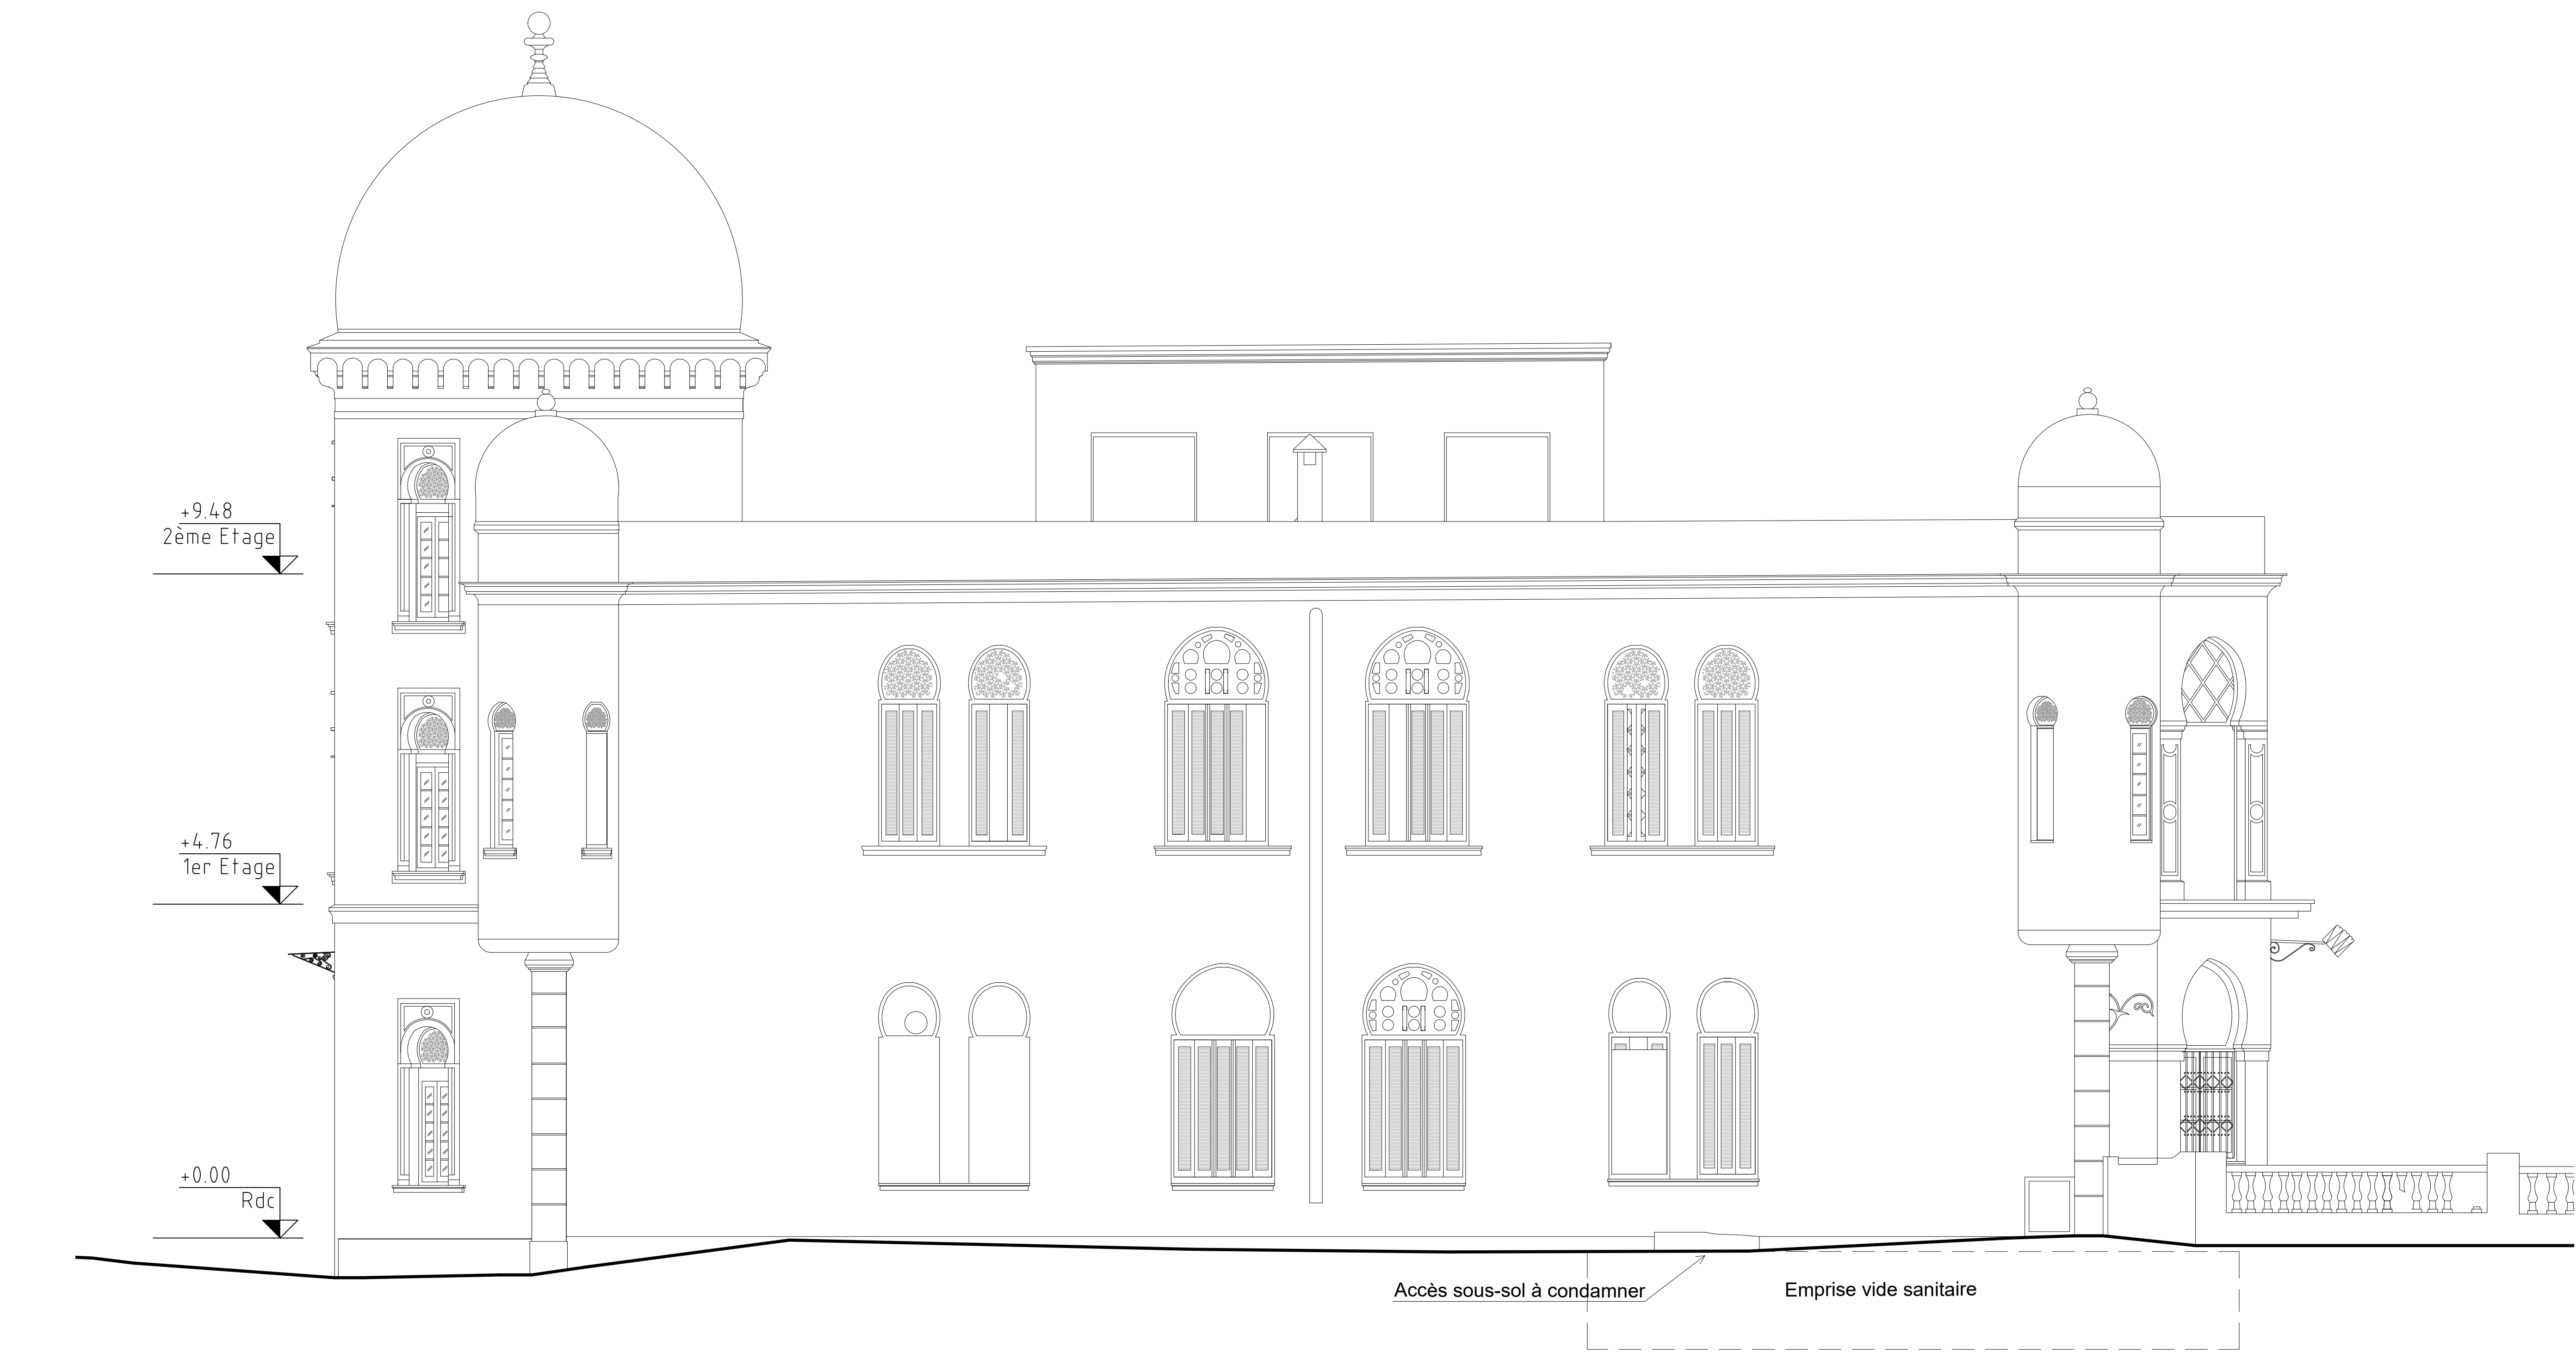 +9.48
2ème Etage
+4.76
1er Etage
+0.00
Rdc
Accès sous-sol à condamner
Emprise vide sanitaire